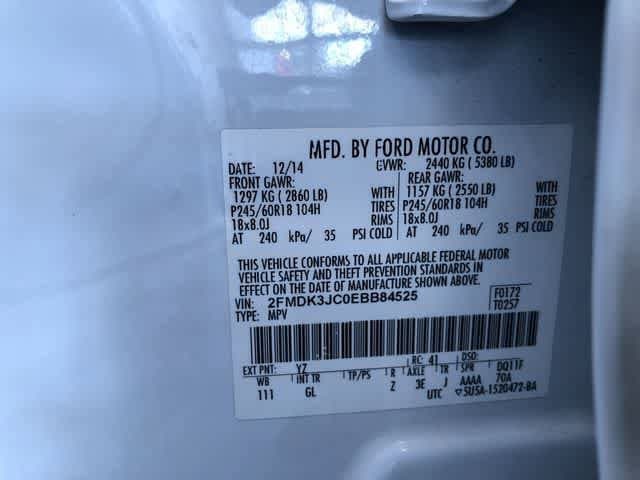 MFD. BY FORD MOTOR CO.
DATE: 12/14 GVWR: 2440 KG ( 5380 LB)
FRONT GAWR: REAR GAWR:
1297 KG ( 2860 LB) WITH 1157 KG ( 2550 LB) WITH
P245/60R18 104H TIRES P245/60R18 104H TIRES
18x8.0J RIMS 18x8.0J RIMS
AT 240 kPa/ 35 PSI COLD AT 240 kPa/ 35 PSI COLD
THIS VEHICLE CONFORMS TO ALL APPLICABLE FEDERAL MOTOR
VEHICLE SAFETY AND THEFT PREVENTION STANDARDS IN
EFFECT ON THE DATE OF MANUFACTURE SHOWN ABOVE.
VIN: 2FMDK3JC0EBB84525 F0172
TYPE: MPV T0257
EXT PNT: YZ RC: 41 DSO:
WB INT TR TP/PS R AXLE TR SPR DQ11F
111 GL Z 3E J AAAA 70A
UTC ▽5U5A-1520472-BA